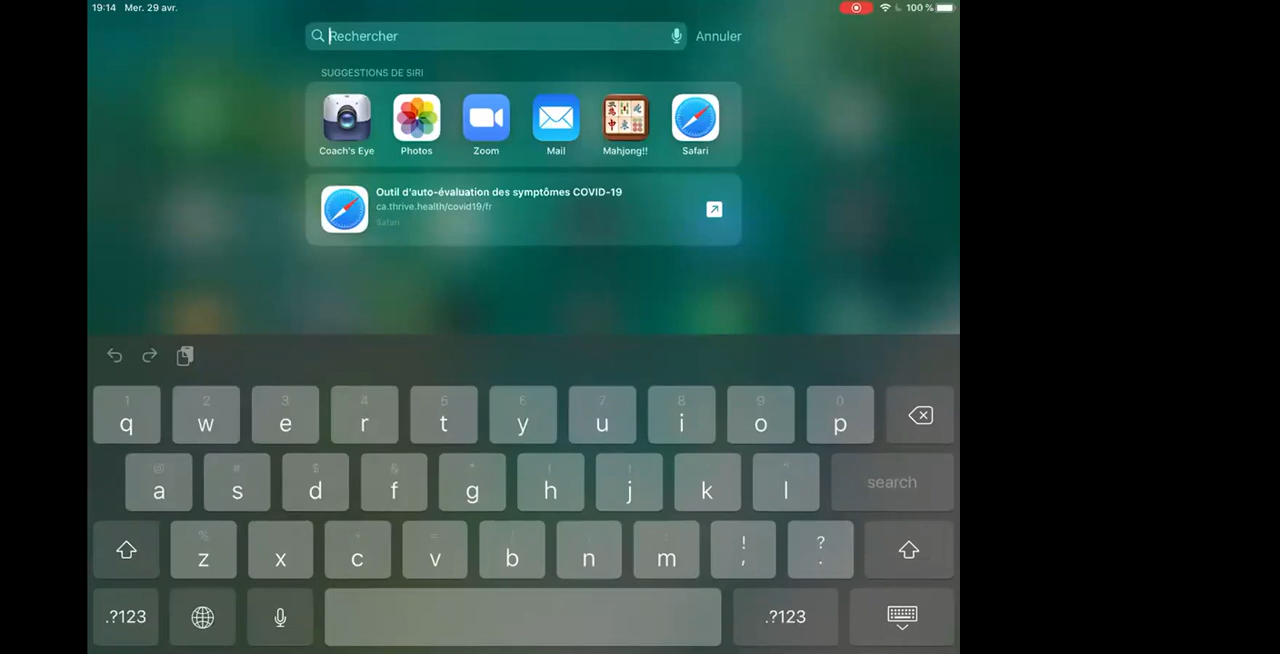 19:14 Mer. 29 avr.
100 %
Rechercher
Annuler
SUGGESTIONS DE SIRI
Coach's Eye Photos Zoom Mail Mahjong!! Safari
Outil d'auto-évaluation des symptômes COVID-19
ca.thrive.health/covid19/fr
Safari
1 2 3 4 5 6 7 8 9 0
q w e r t y u i o p
@ # $ & *
a s d f g h j k l search
%
z x c v b n m ! , ? .
.?123 .?123